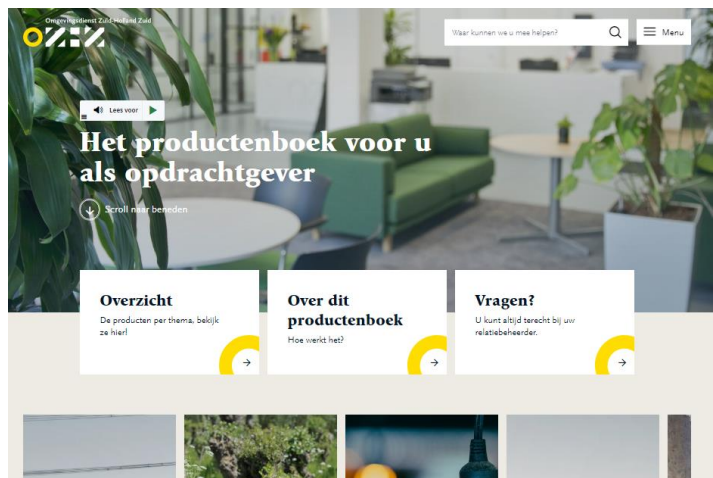 Omgevingsdienst Zuid-Holland Zuid
OZHZ
Waar kunnen we u mee helpen?
Menu
Lees voor
Het productenboek voor u
als opdrachtgever
Scroll naar beneden
Overzicht
De producten per thema, bekijk
ze hier!
Over dit
productenboek
Hoe werkt het?
Vragen?
U kunt altijd terecht bij uw
relatiebeheerder.